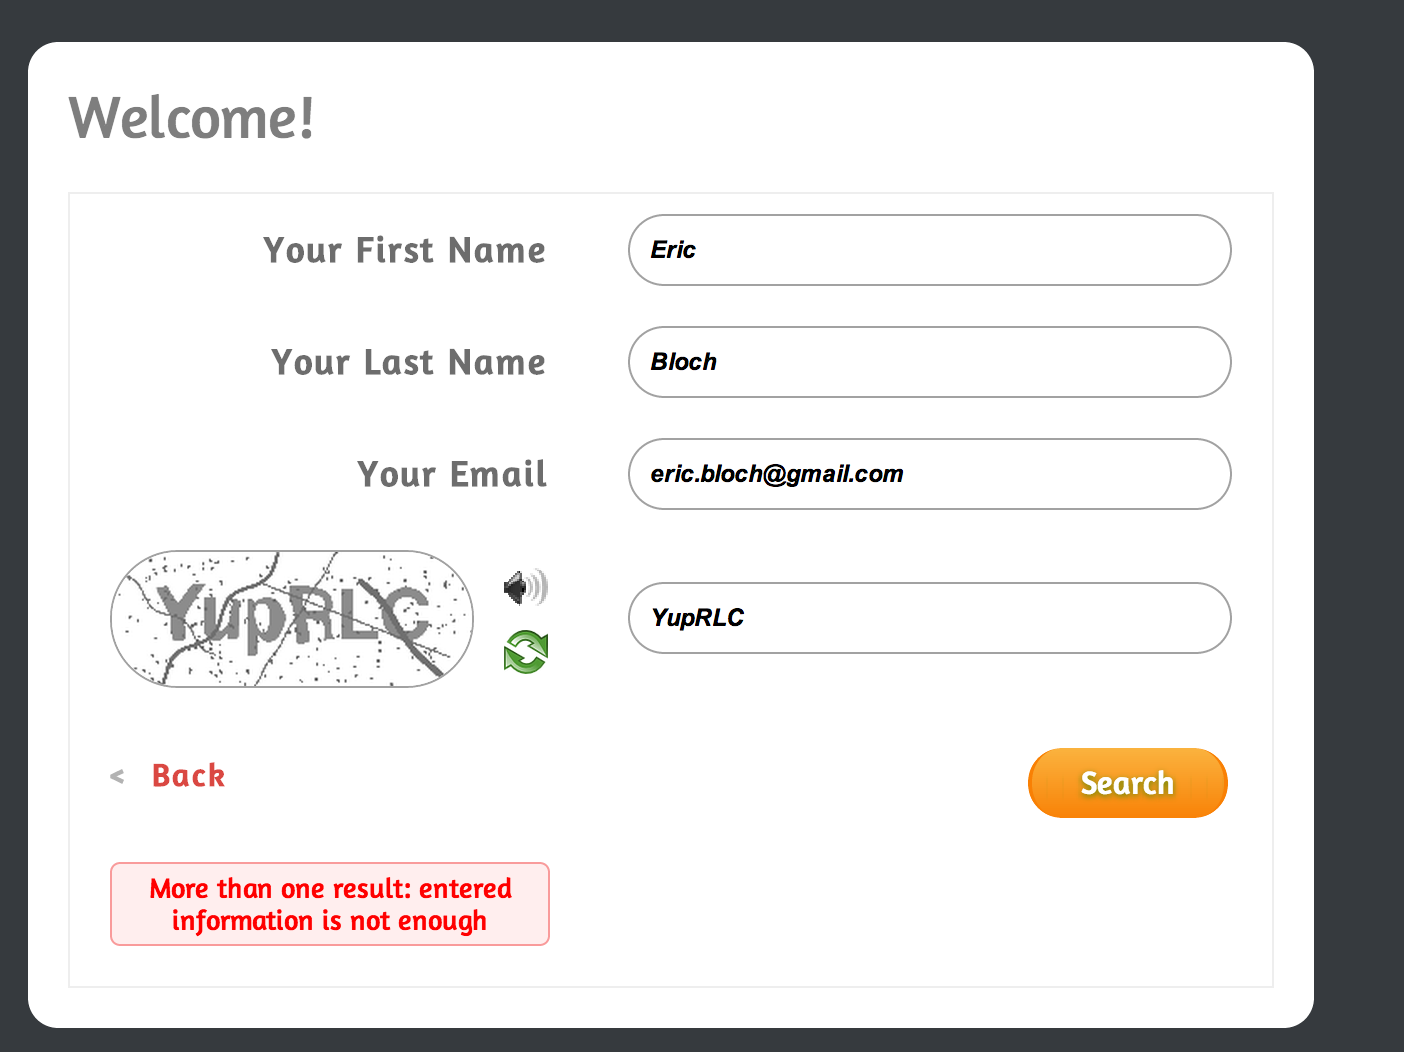 Welcome!
Your First Name
Eric
Your Last Name
Bloch
Your Email
eric.bloch@gmail.com
YupRLC
YupRLC
< Back
Search
More than one result: entered
information is not enough